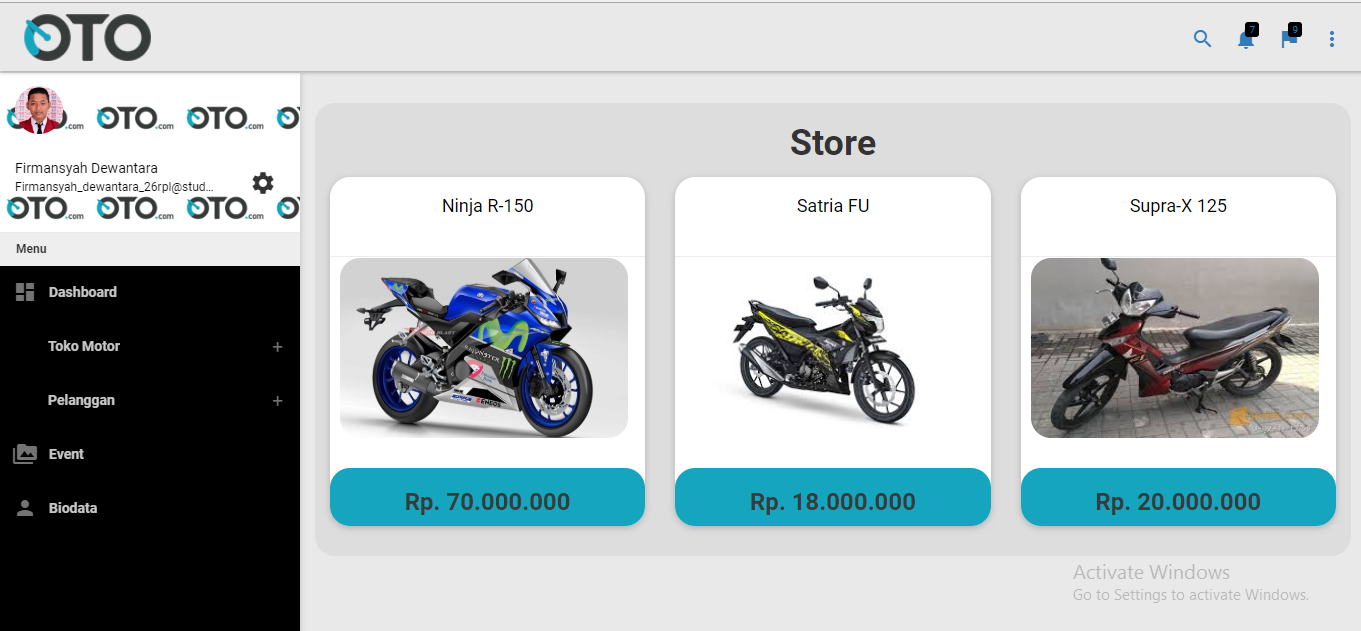 OTO
7
9
OTO.com OTO.com
Firmansyah Dewantara
Firmansyah_dewantara_26rpl@stud...
OTO.com OTO.com OTO.com
Menu
Dashboard
Toko Motor +
Pelanggan +
Event
Biodata
Store
Ninja R-150
Satria FU
Supra-X 125
MONSTER
ENEOS
Rp. 70.000.000
Rp. 18.000.000
Rp. 20.000.000
Activate Windows
Go to Settings to activate Windows.